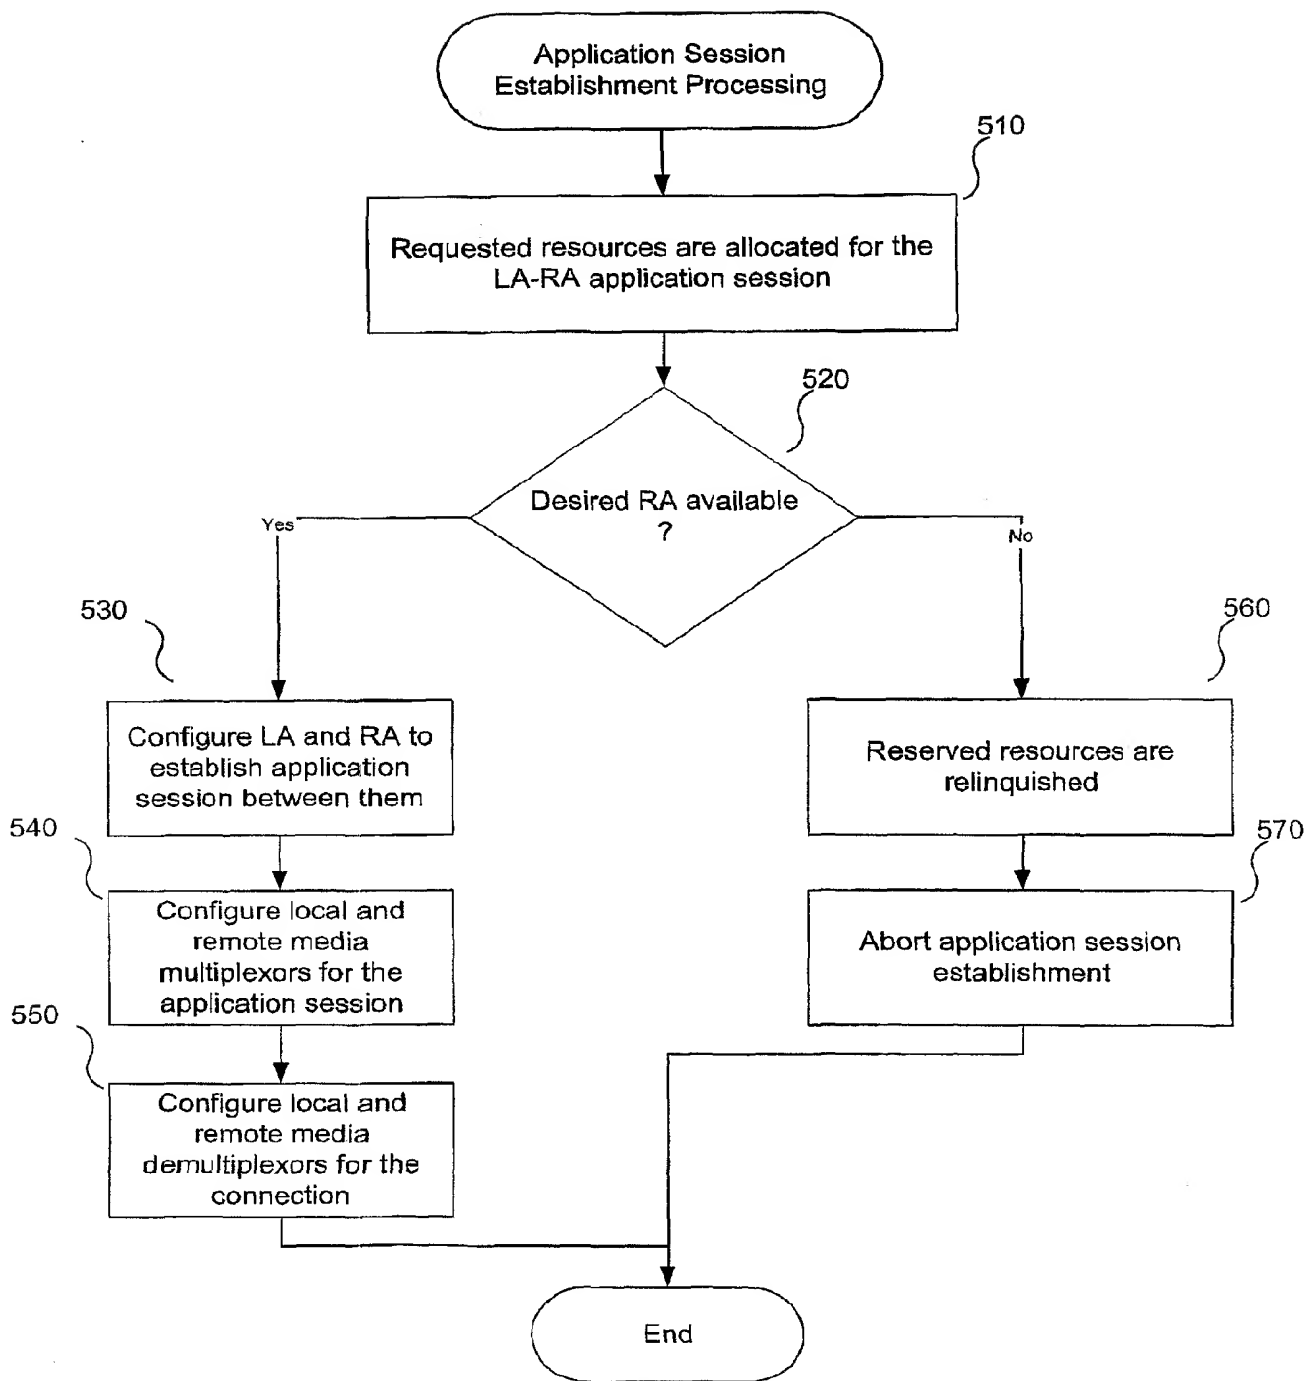 Application Session
Establishment Processing
510
Requested resources are allocated for the
LA-RA application session
520
Desired RA available
?
Yes
No
530
Configure LA and RA to
establish application
session between them
560
Reserved resources are
relinquished
540
Configure local and
remote media
multiplexors for the
application session
570
Abort application session
establishment
550
Configure local and
remote media
demultiplexors for the
connection
End